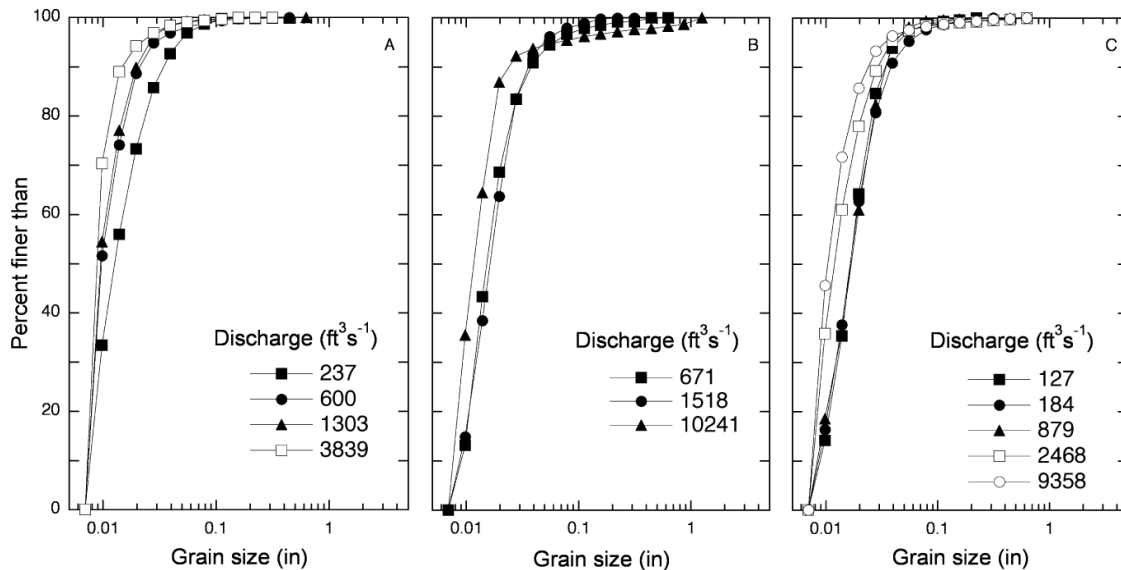 Percent finer than
100
80
60
40
20
0
A
Discharge (ft³s⁻¹)
237
600
1303
3839
0.01 0.1 1
Grain size (in)
B
Discharge (ft³s⁻¹)
671
1518
10241
0.01 0.1 1
Grain size (in)
C
Discharge (ft³s⁻¹)
127
184
879
2468
9358
0.01 0.1 1
Grain size (in)